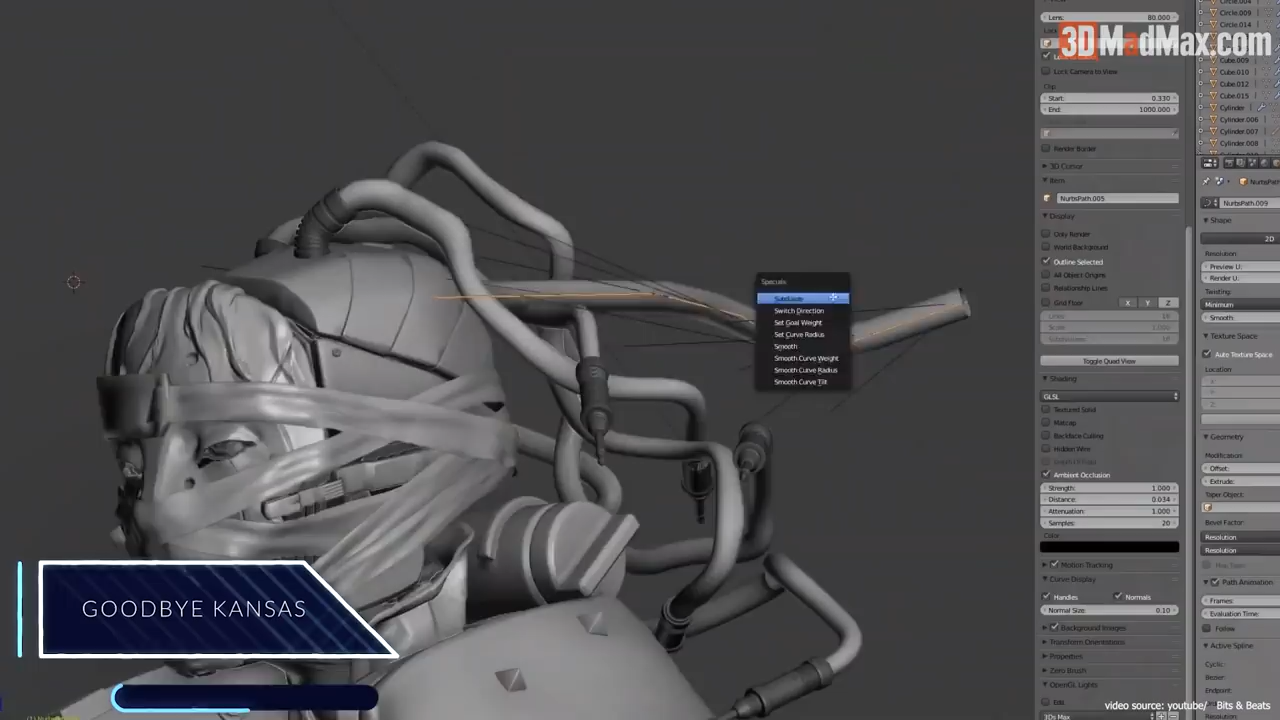 Lens: 80.000
Lock Camera to View
Clip:
Start: 0.330
End: 1000.000
Render Border
3D Cursor
Item
NurbsPath.005
Display
Only Render
World Background
Outline Selected
All Object Origins
Relationship Lines
Grid Floor X Y Z
Toggle Quad View
Shading
GLSL
Textured Solid
Matcap
Backface Culling
Hidden Wire
Ambient Occlusion
Strength: 1.000
Distance: 0.034
Attenuation: 1.000
Samples: 20
Color:
Motion Tracking
Curve Display
Handles Normals
Normal Size: 0.10
Background Images
Transform Orientations
Properties
Zero Brush
OpenGL Lights
3Ds Max
3DMadMax.com
Circle.009
Circle.014
Cube.009
Cube.010
Cube.012
Cube.015
Cylinder
Cylinder.006
Cylinder.007
Cylinder.008
NurbsPath.009
Shape
2D
Resolution:
Preview U:
Render U:
Twisting:
Minimum
Smooth:
Texture Space
Auto Texture Space
Location
Geometry
Modification:
Offset:
Extrude:
Taper Object:
Bevel Factor
Resolution
Resolution
Path Animation
Frames:
Evaluation Time:
Follow
Active Spline
Cyclic:
Bezier:
Endpoint:
Specials
Subdivide
Switch Direction
Set Goal Weight
Set Curve Radius
Smooth
Smooth Curve Weight
Smooth Curve Radius
Smooth Curve Tilt
GOODBYE KANSAS
video source: youtube/ Bits & Beats